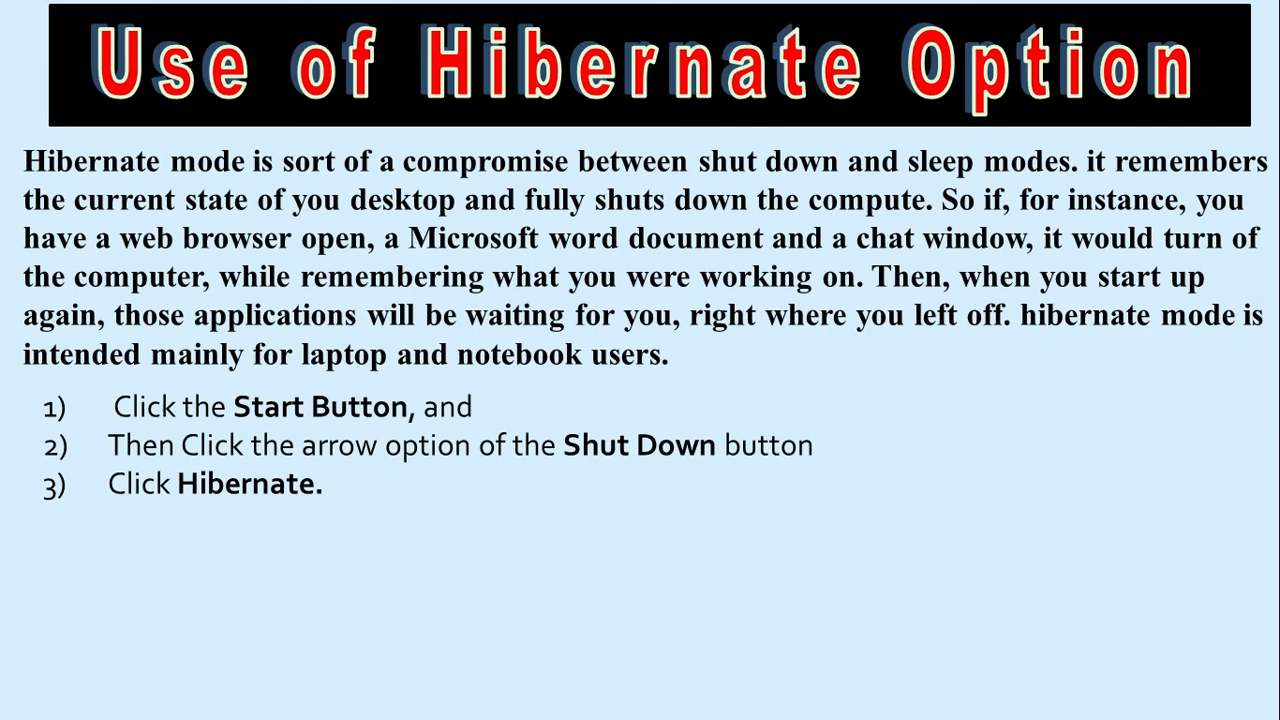 Use of Hibernate Option
Hibernate mode is sort of a compromise between shut down and sleep modes. it remembers
the current state of you desktop and fully shuts down the compute. So if, for instance, you
have a web browser open, a Microsoft word document and a chat window, it would turn of
the computer, while remembering what you were working on. Then, when you start up
again, those applications will be waiting for you, right where you left off. hibernate mode is
intended mainly for laptop and notebook users.
1) Click the Start Button, and
2) Then Click the arrow option of the Shut Down button
3) Click Hibernate.